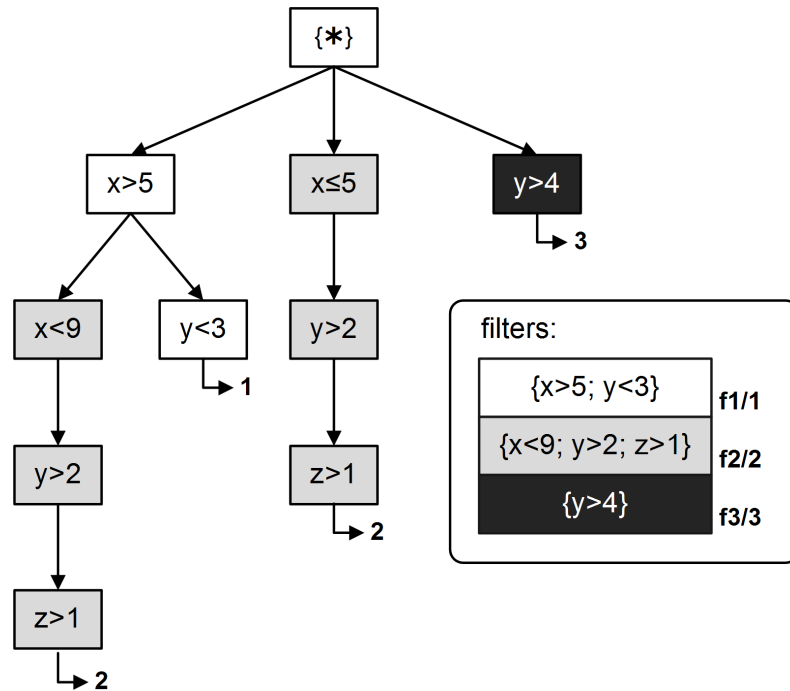 {*}
x>5
x≤5
y>4
3
x<9
y<3
y>2
1
y>2
z>1
2
z>1
2
filters:
{x>5; y<3}
f1/1
{x<9; y>2; z>1}
f2/2
{y>4}
f3/3